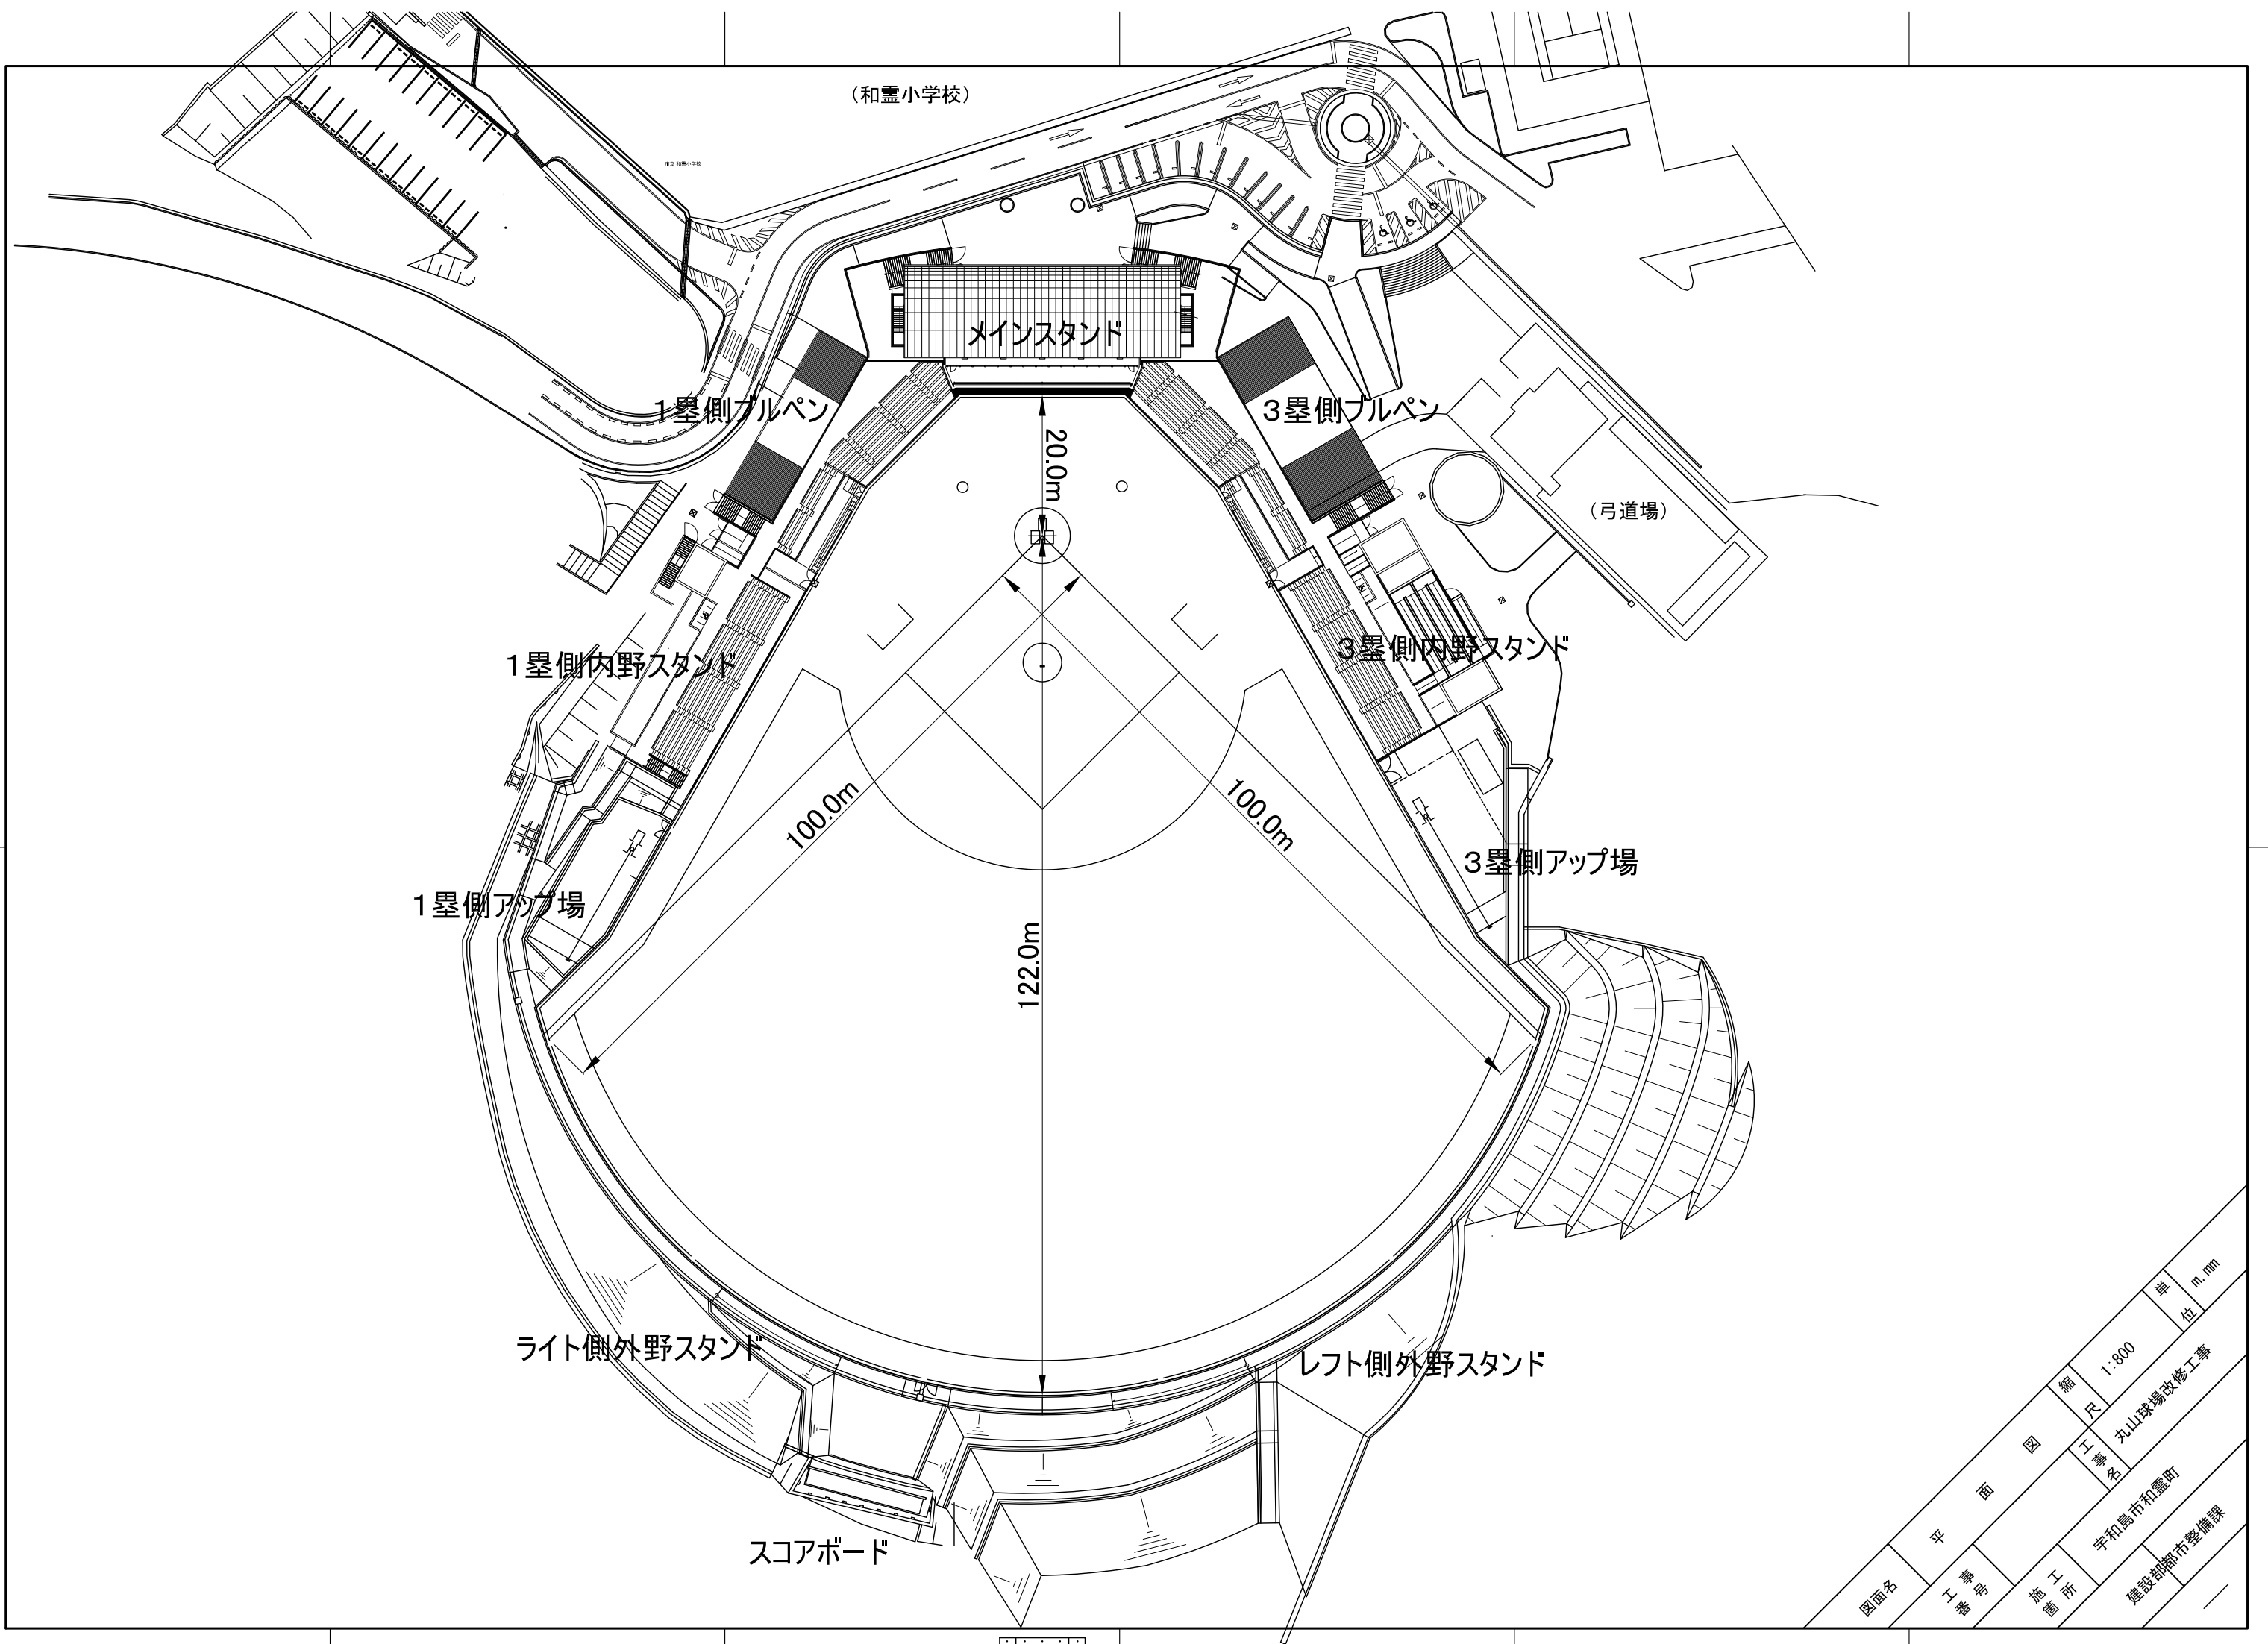 （和霊小学校）
メインスタンド
１塁側ブルペン
３塁側ブルペン
20.0m
（弓道場）
１塁側内野スタンド
３塁側内野スタンド
100.0m
100.0m
１塁側アップ場
３塁側アップ場
122.0m
ライト側外野スタンド
レフト側外野スタンド
スコアボード
図面名
平面図
縮尺
1:800
単位
m, mm
工事番号
工事名
丸山球場改修工事
施工箇所
宇和島市和霊町
建設部都市整備課